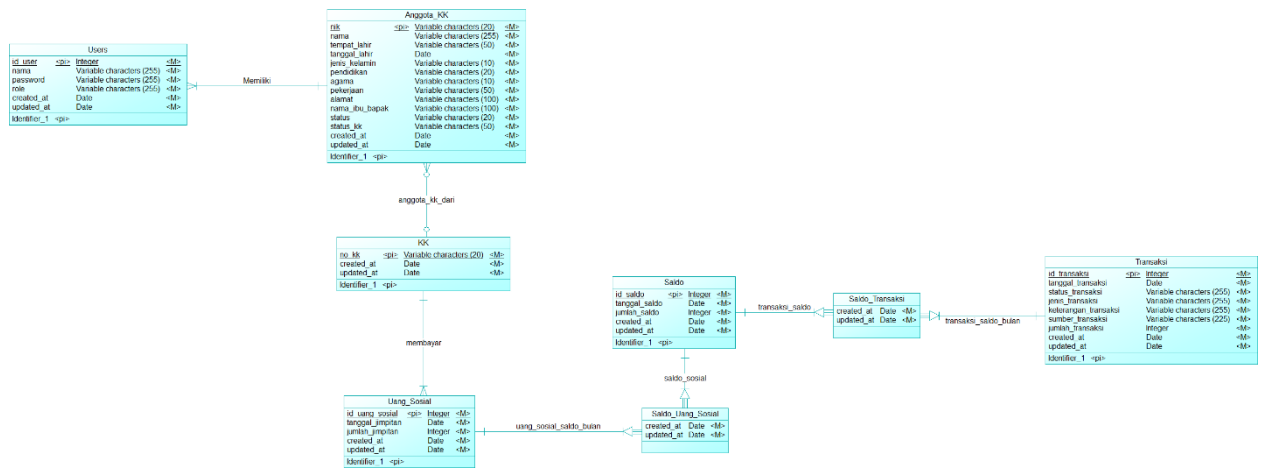 Users
id_user <pi> Integer <M>
nama Variable characters (255) <M>
password Variable characters (255) <M>
role Variable characters (255) <M>
created_at Date <M>
updated_at Date <M>
Identifier_1 <pi>
Memiliki
Anggota_KK
nik <pi> Variable characters (20) <M>
nama Variable characters (255) <M>
tempat_lahir Variable characters (50) <M>
tanggal_lahir Date <M>
jenis_kelamin Variable characters (10) <M>
pendidikan Variable characters (20) <M>
agama Variable characters (10) <M>
pekerjaan Variable characters (50) <M>
alamat Variable characters (100) <M>
nama_ibu_bapak Variable characters (100) <M>
status Variable characters (20) <M>
status_kk Variable characters (50) <M>
created_at Date <M>
updated_at Date <M>
Identifier_1 <pi>
anggota_kk_dari
KK
no_kk <pi> Variable characters (20) <M>
created_at Date <M>
updated_at Date <M>
Identifier_1 <pi>
membayar
Uang_Sosial
id_uang_sosial <pi> Integer <M>
tanggal_jimpitan Date <M>
jumlah_jimpitan Integer <M>
created_at Date <M>
updated_at Date <M>
Identifier_1 <pi>
uang_sosial_saldo_bulan
Saldo_Uang_Sosial
created_at Date <M>
updated_at Date <M>
saldo_sosial
Saldo
id_saldo <pi> Integer <M>
tanggal_saldo Date <M>
jumlah_saldo Integer <M>
created_at Date <M>
updated_at Date <M>
Identifier_1 <pi>
transaksi_saldo
Saldo_Transaksi
created_at Date <M>
updated_at Date <M>
transaksi_saldo_bulan
Transaksi
id_transaksi <pi> Integer <M>
tanggal_transaksi Date <M>
status_transaksi Variable characters (255) <M>
jenis_transaksi Variable characters (255) <M>
keterangan_transaksi Variable characters (255) <M>
sumber_transaksi Variable characters (225) <M>
jumlah_transaksi Integer <M>
created_at Date <M>
updated_at Date <M>
Identifier_1 <pi>